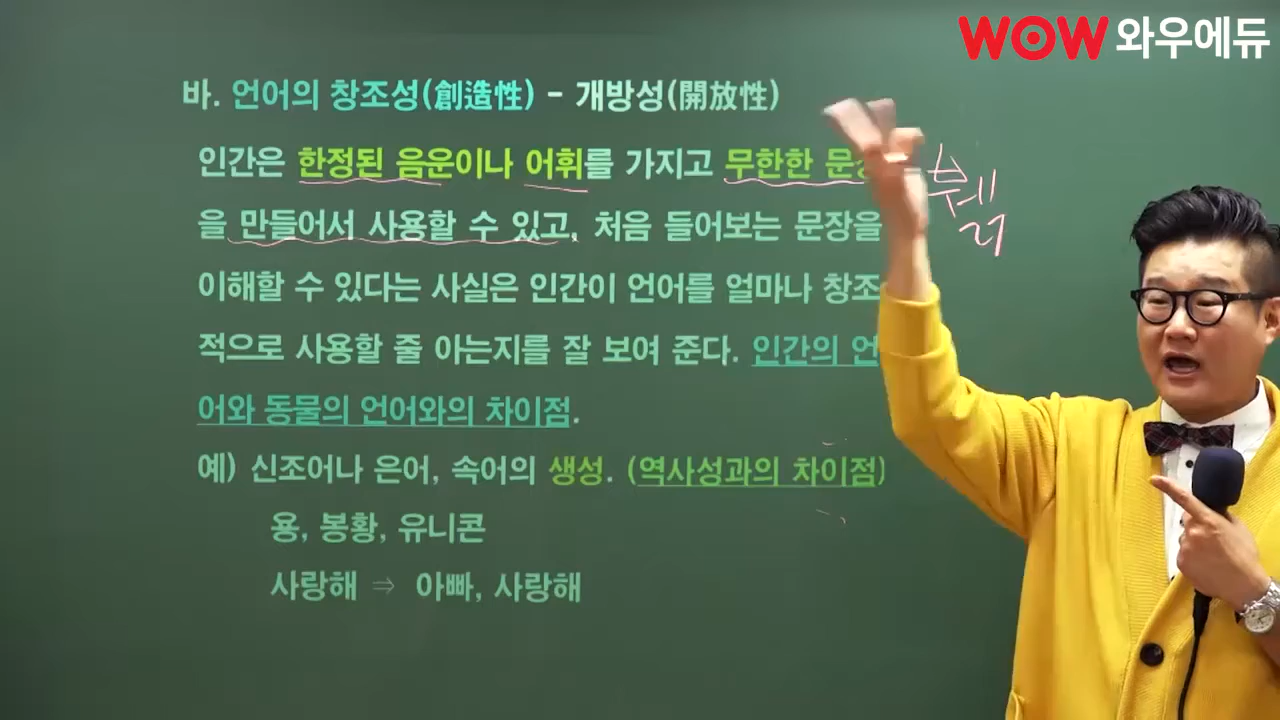 WOW 와우에듀
바. 언어의 창조성(創造性) - 개방성(開放性)
인간은 한정된 음운이나 어휘를 가지고 무한한 문장
을 만들어서 사용할 수 있고, 처음 들어보는 문장을
이해할 수 있다는 사실은 인간이 언어를 얼마나 창조
적으로 사용할 줄 아는지를 잘 보여 준다. 인간의 언
어와 동물의 언어와의 차이점.
예) 신조어나 은어, 속어의 생성. (역사성과의 차이점)
용, 봉황, 유니콘
사랑해 ⇒ 아빠, 사랑해